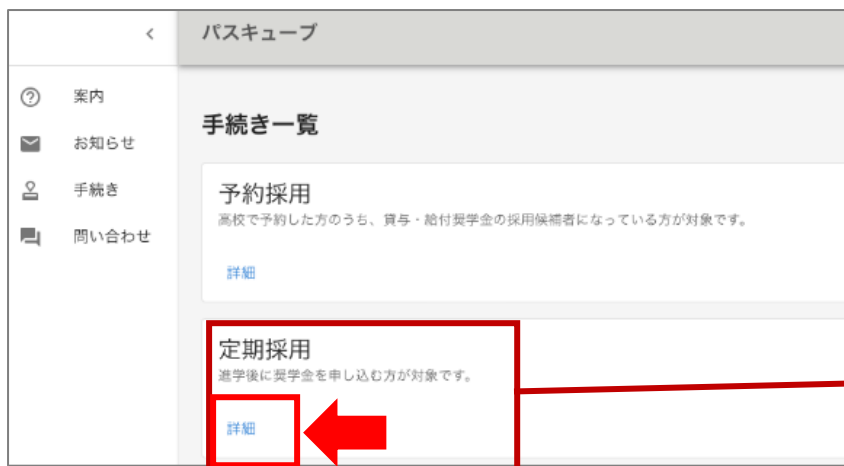 パスキューブ
案内
お知らせ
手続き
問い合わせ
手続き一覧
予約採用
高校で予約した方のうち、貸与・給付奨学金の採用候補者になっている方が対象です。
詳細
定期採用
進学後に奨学金を申し込む方が対象です。
詳細